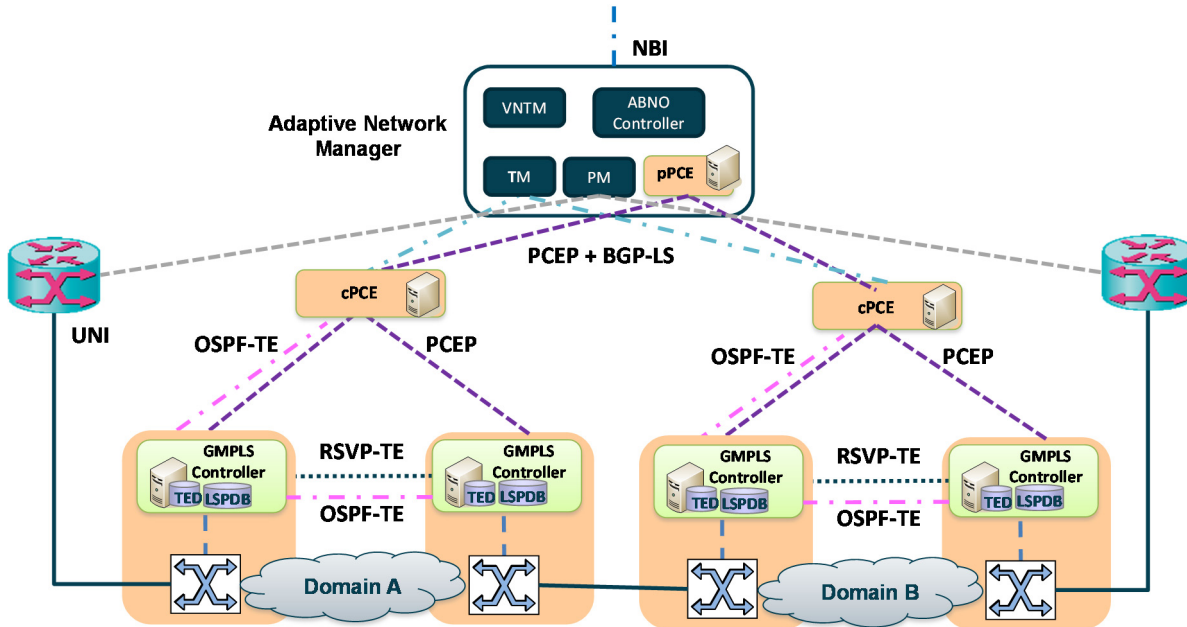 NBI
VNTM
ABNO
Controller
Adaptive Network
Manager
TM
PM
pPCE
PCEP + BGP-LS
cPCE
cPCE
UNI
OSPF-TE
PCEP
OSPF-TE
PCEP
GMPLS
Controller
TED
LSPDB
RSVP-TE
OSPF-TE
GMPLS
Controller
TED
LSPDB
GMPLS
Controller
TED
LSPDB
RSVP-TE
OSPF-TE
GMPLS
Controller
TED
LSPDB
Domain A
Domain B